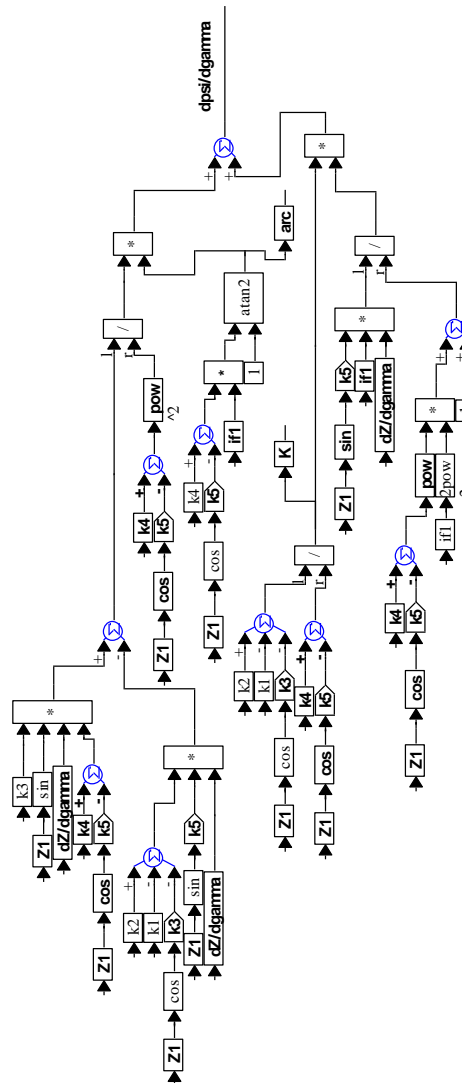 dpsi/dgamma
*
+
+
*
*
/
l
r
arc
atan2
pow
^2
*
1
if1
k4
+
k5
-
cos
Z1
k4
+
k5
-
cos
Z1
K
/
l
r
k2
+
k1
-
k3
-
cos
Z1
k4
+
k5
-
cos
Z1
/
l
r
*
k5
if1
dZ/dgamma
sin
Z1
+
+
*
pow
2pow
if1
k4
+
k5
-
cos
Z1
+
-
*
k3
sin
Z1
dZ/dgamma
k4
+
k5
-
cos
Z1
*
k2
+
k1
-
k3
-
cos
Z1
k5
sin
Z1
dZ/dgamma